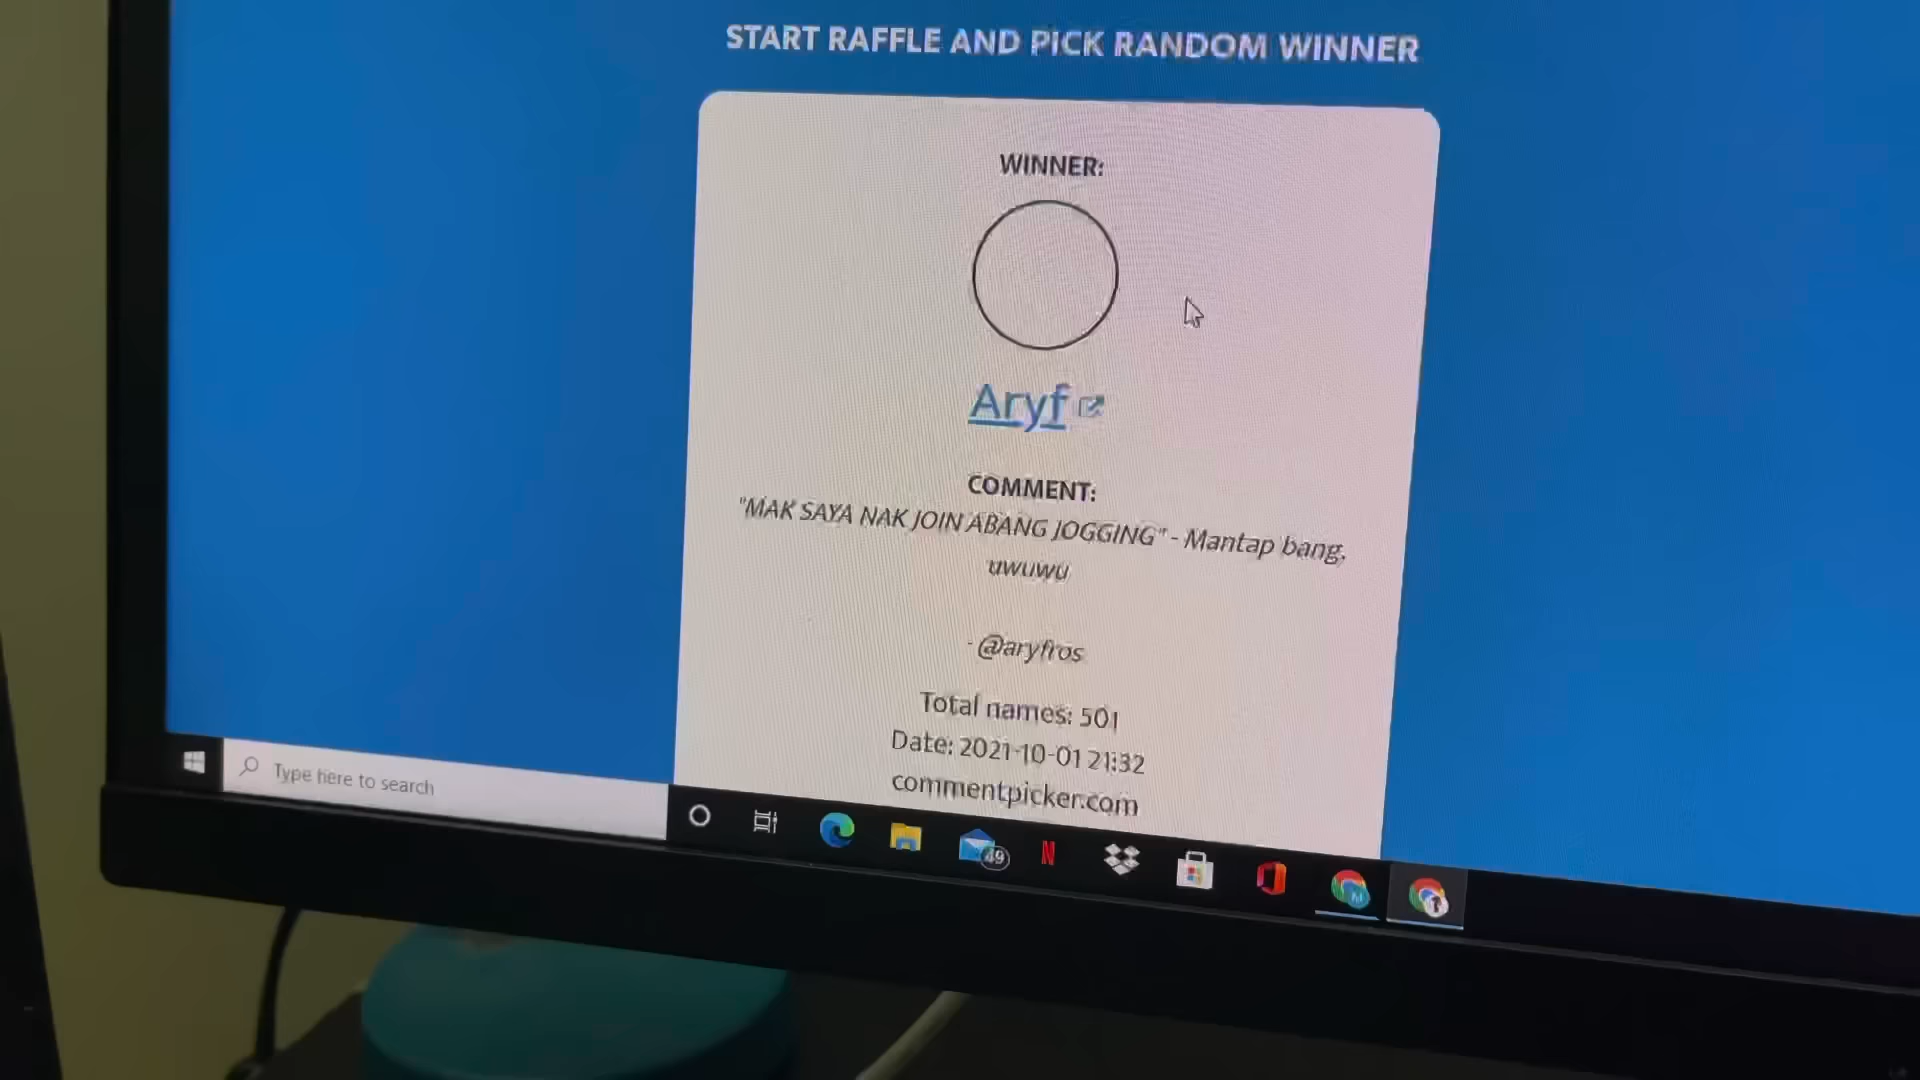 START RAFFLE AND PICK RANDOM WINNER
WINNER:
Aryf
COMMENT:
"MAK SAYA NAK JOIN ABANG JOGGING" - Mantap bang,
uwuwu
- @aryfros
Total names: 501
Date: 2021-10-01 21:32
commentpicker.com
Type here to search
49
N
M